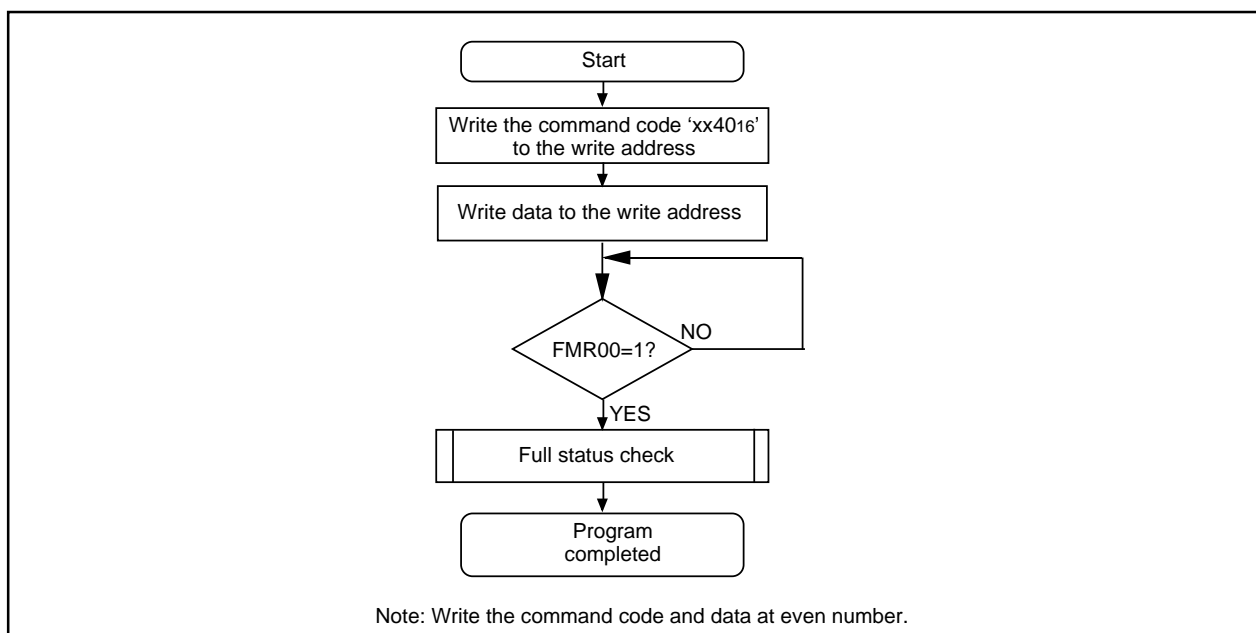 Start
Write the command code ‘xx4016’
to the write address
Write data to the write address
FMR00=1?
NO
YES
Full status check
Program
completed
Note: Write the command code and data at even number.